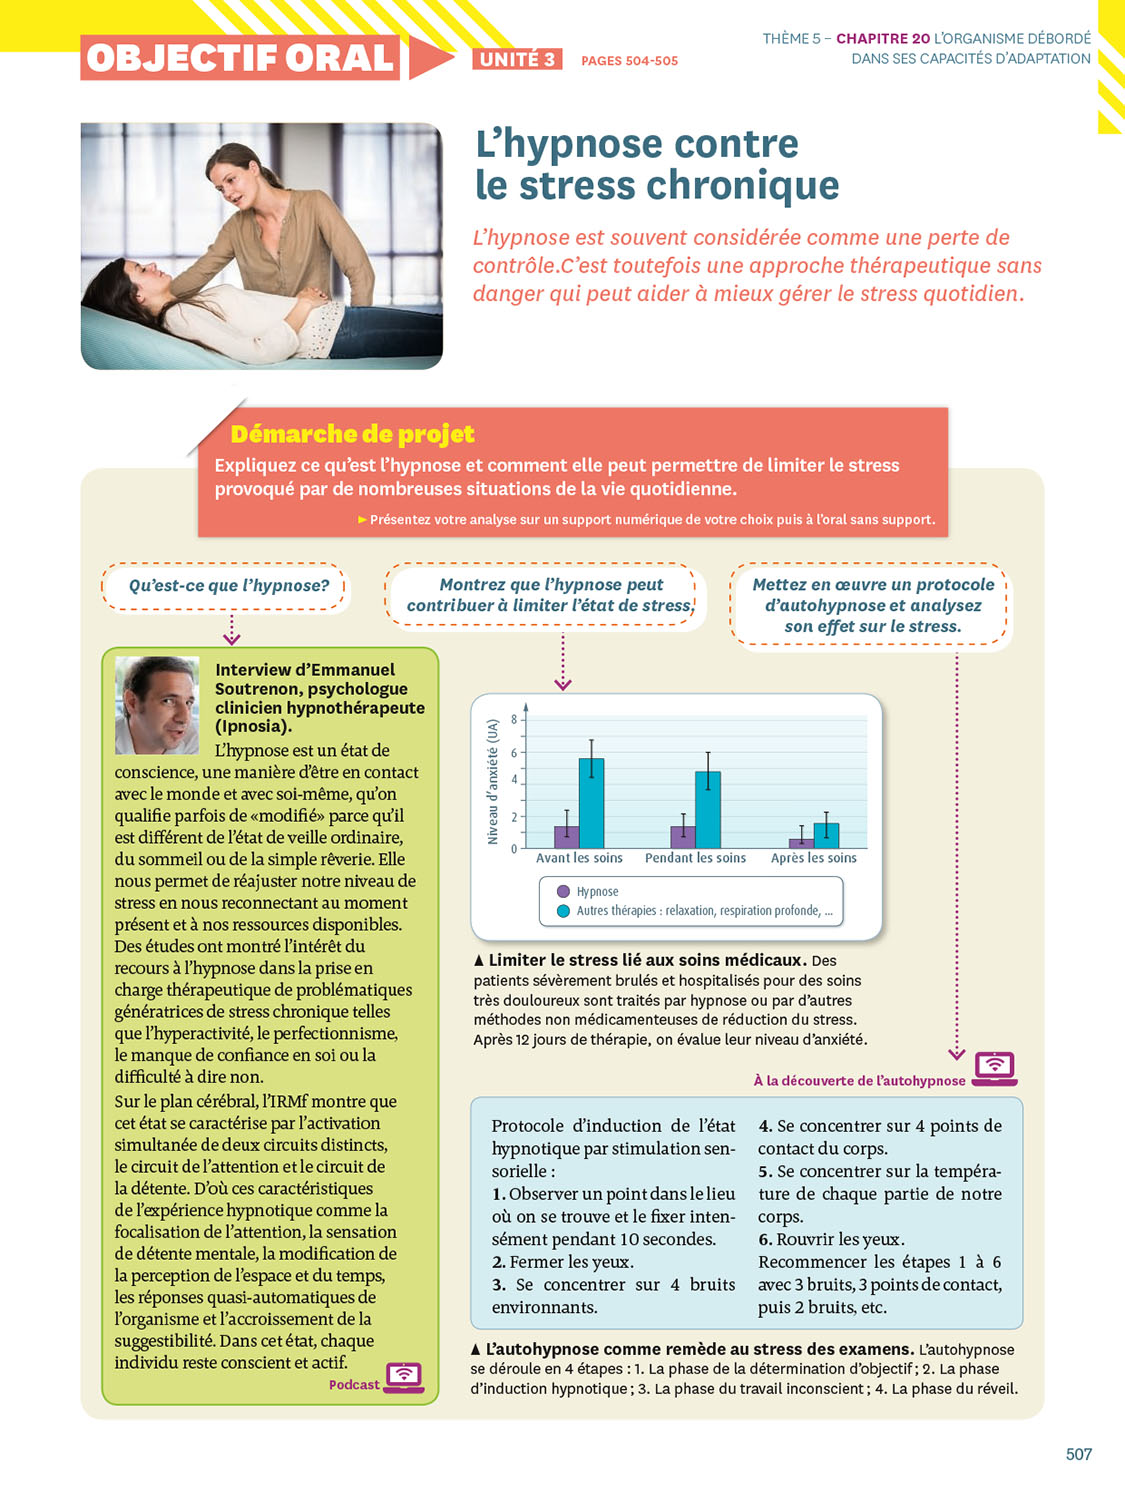 OBJECTIF ORAL
UNITÉ 3
PAGES 504-505
THÈME 5 – CHAPITRE 20 L'ORGANISME DÉBORDÉ
DANS SES CAPACITÉS D'ADAPTATION
L'hypnose contre
le stress chronique
L'hypnose est souvent considérée comme une perte de
contrôle.C'est toutefois une approche thérapeutique sans
danger qui peut aider à mieux gérer le stress quotidien.
Démarche de projet
Expliquez ce qu'est l'hypnose et comment elle peut permettre de limiter le stress
provoqué par de nombreuses situations de la vie quotidienne.
► Présentez votre analyse sur un support numérique de votre choix puis à l'oral sans support.
Qu'est-ce que l'hypnose?
Interview d'Emmanuel
Soutrenon, psychologue
clinicien hypnothérapeute
(Ipnosia).
L'hypnose est un état de
conscience, une manière d'être en contact
avec le monde et avec soi-même, qu'on
qualifie parfois de «modifié» parce qu'il
est différent de l'état de veille ordinaire,
du sommeil ou de la simple rêverie. Elle
nous permet de réajuster notre niveau de
stress en nous reconnectant au moment
présent et à nos ressources disponibles.
Des études ont montré l'intérêt du
recours à l'hypnose dans la prise en
charge thérapeutique de problématiques
génératrices de stress chronique telles
que l'hyperactivité, le perfectionnisme,
le manque de confiance en soi ou la
difficulté à dire non.
Sur le plan cérébral, l'IRMf montre que
cet état se caractérise par l'activation
simultanée de deux circuits distincts,
le circuit de l'attention et le circuit de
la détente. D'où ces caractéristiques
de l'expérience hypnotique comme la
focalisation de l'attention, la sensation
de détente mentale, la modification de
la perception de l'espace et du temps,
les réponses quasi-automatiques de
l'organisme et l'accroissement de la
suggestibilité. Dans cet état, chaque
individu reste conscient et actif.
Podcast
Montrez que l'hypnose peut
contribuer à limiter l'état de stress.
Niveau d'anxiété (UA)
8
6
4
2
0
Avant les soins
Pendant les soins
Après les soins
Hypnose
Autres thérapies : relaxation, respiration profonde, ...
▲ Limiter le stress lié aux soins médicaux. Des
patients sévèrement brulés et hospitalisés pour des soins
très douloureux sont traités par hypnose ou par d'autres
méthodes non médicamenteuses de réduction du stress.
Après 12 jours de thérapie, on évalue leur niveau d'anxiété.
Mettez en œuvre un protocole
d'autohypnose et analysez
son effet sur le stress.
À la découverte de l'autohypnose
Protocole d'induction de l'état
hypnotique par stimulation sen-
sorielle :
1. Observer un point dans le lieu
où on se trouve et le fixer inten-
sément pendant 10 secondes.
2. Fermer les yeux.
3. Se concentrer sur 4 bruits
environnants.
4. Se concentrer sur 4 points de
contact du corps.
5. Se concentrer sur la tempéra-
ture de chaque partie de notre
corps.
6. Rouvrir les yeux.
Recommencer les étapes 1 à 6
avec 3 bruits, 3 points de contact,
puis 2 bruits, etc.
▲ L'autohypnose comme remède au stress des examens. L'autohypnose
se déroule en 4 étapes : 1. La phase de la détermination d'objectif ; 2. La phase
d'induction hypnotique ; 3. La phase du travail inconscient ; 4. La phase du réveil.
507